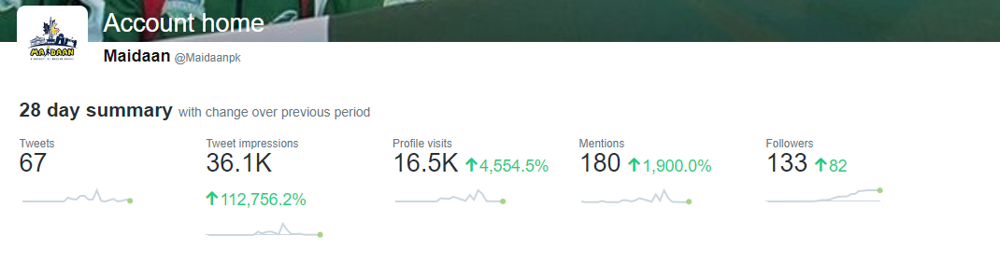 Account home
MAIDAAN
Maidaan @Maidaanpk
28 day summary with change over previous period
Tweets
67
Tweet impressions
36.1K
112,756.2%
Profile visits
16.5K 4,554.5%
Mentions
180 1,900.0%
Followers
133 82